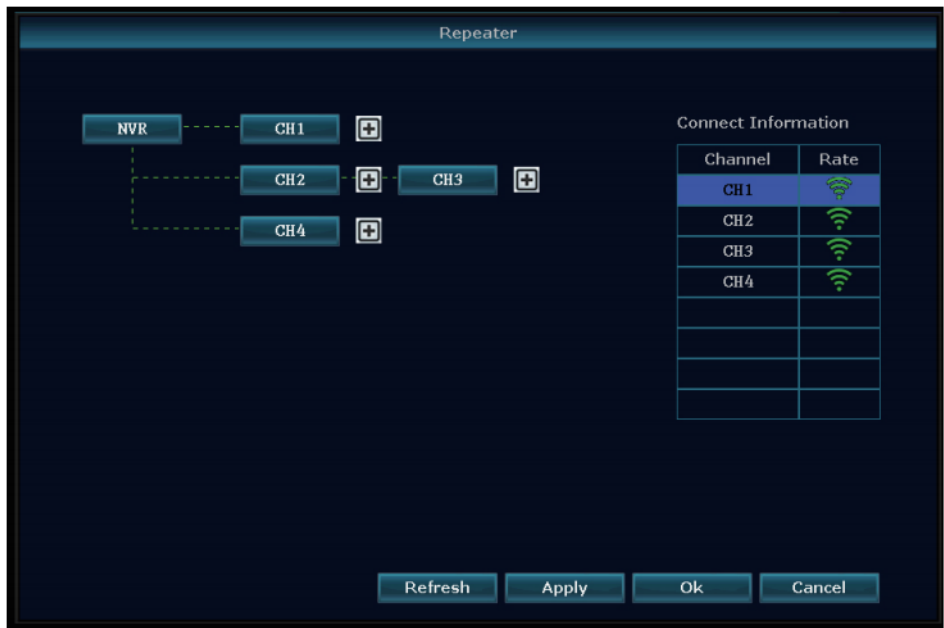 Repeater
NVR CH1
CH2 CH3
CH4
Connect Information
Channel Rate
CH1
CH2
CH3
CH4
Refresh Apply Ok Cancel